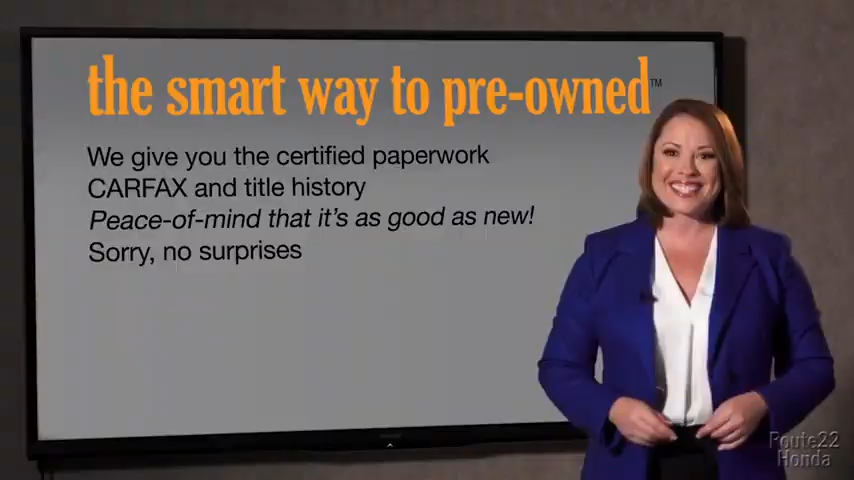 the smart way to pre-owned™
We give you the certified paperwork
CARFAX and title history
Peace-of-mind that it's as good as new!
Sorry, no surprises
Route22
Honda